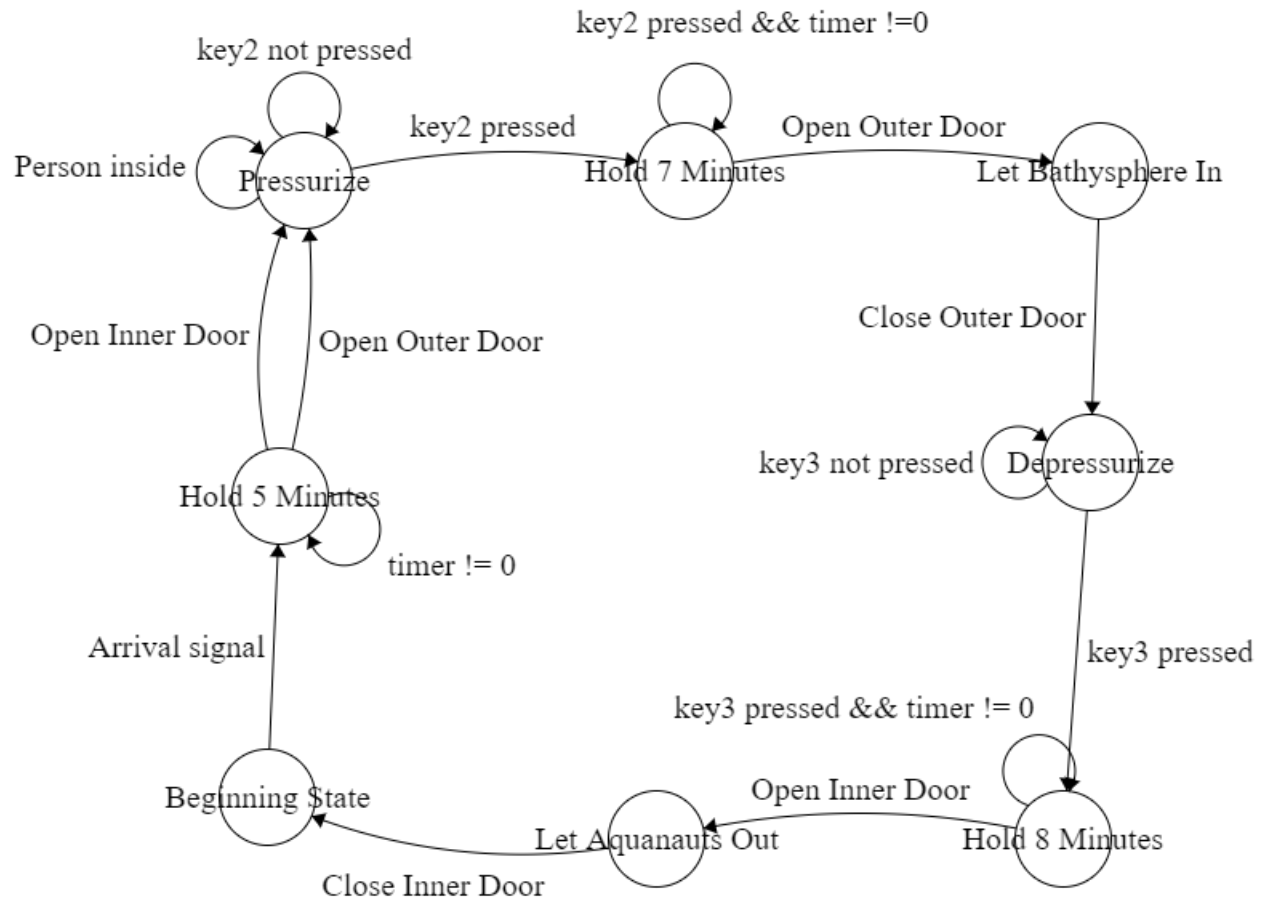 key2 pressed && timer !=0
key2 not pressed
key2 pressed
Open Outer Door
Person inside
Pressurize
Hold 7 Minutes
Let Bathysphere In
Close Outer Door
Open Inner Door
Open Outer Door
key3 not pressed
Depressurize
Hold 5 Minutes
timer != 0
Arrival signal
key3 pressed
key3 pressed && timer != 0
Open Inner Door
Beginning State
Let Aquanauts Out
Hold 8 Minutes
Close Inner Door